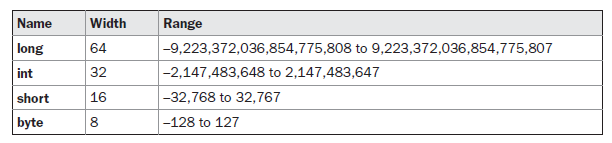 Name Width Range
long 64 –9,223,372,036,854,775,808 to 9,223,372,036,854,775,807
int 32 –2,147,483,648 to 2,147,483,647
short 16 –32,768 to 32,767
byte 8 –128 to 127